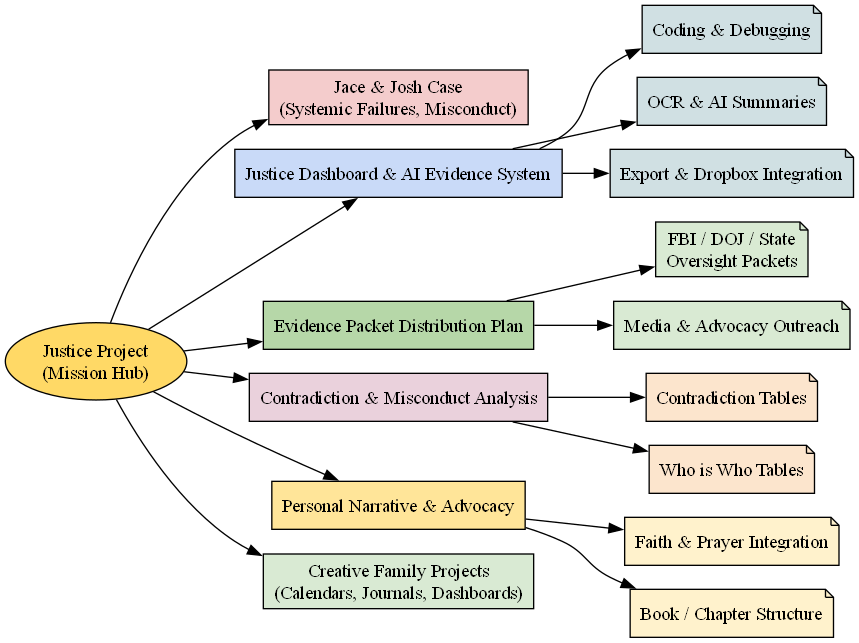 Coding & Debugging
Jace & Josh Case
(Systemic Failures, Misconduct)
OCR & AI Summaries
Justice Dashboard & AI Evidence System
Export & Dropbox Integration
FBI / DOJ / State
Oversight Packets
Evidence Packet Distribution Plan
Media & Advocacy Outreach
Justice Project
(Mission Hub)
Contradiction & Misconduct Analysis
Contradiction Tables
Who is Who Tables
Personal Narrative & Advocacy
Faith & Prayer Integration
Creative Family Projects
(Calendars, Journals, Dashboards)
Book / Chapter Structure